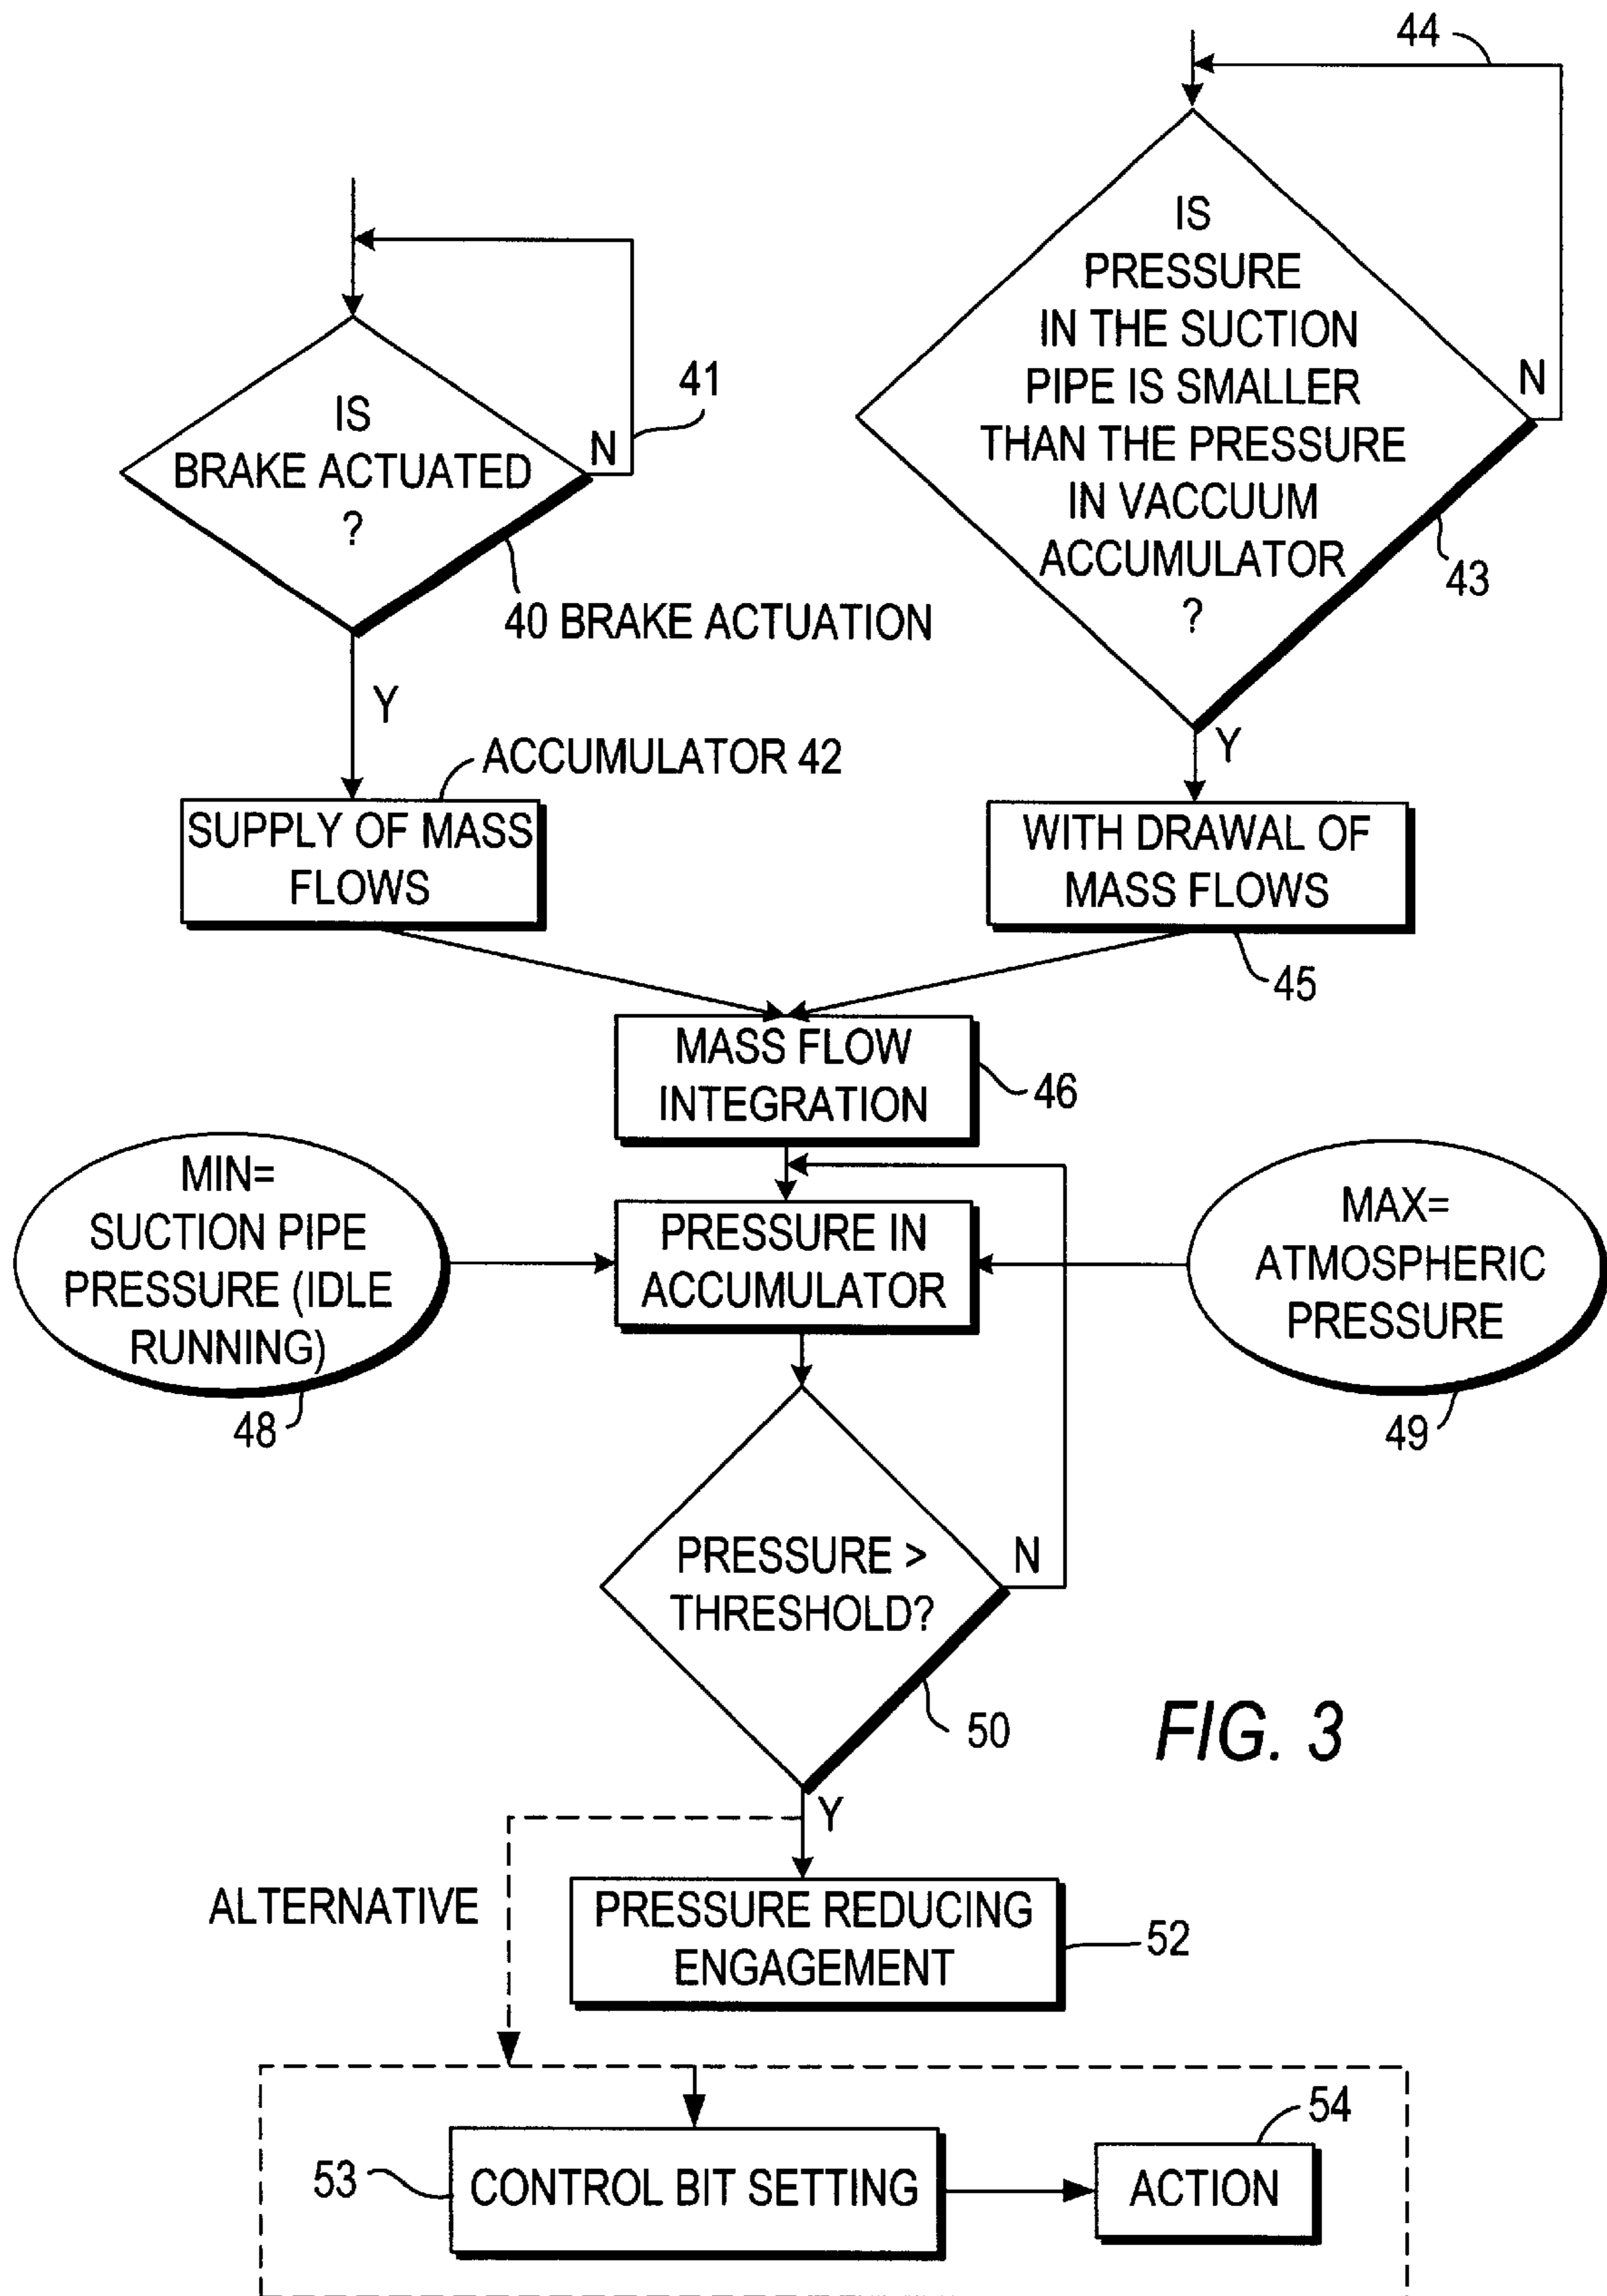 44
IS
PRESSURE
IN THE SUCTION
PIPE IS SMALLER
THAN THE PRESSURE
IN VACCUUM
ACCUMULATOR
?
N
43
Y
41
IS
BRAKE ACTUATED
?
N
40 BRAKE ACTUATION
Y
ACCUMULATOR 42
SUPPLY OF MASS
FLOWS
WITH DRAWAL OF
MASS FLOWS
45
MASS FLOW
INTEGRATION
46
MIN=
SUCTION PIPE
PRESSURE (IDLE
RUNNING)
48
PRESSURE IN
ACCUMULATOR
MAX=
ATMOSPHERIC
PRESSURE
49
PRESSURE >
THRESHOLD?
N
50
FIG. 3
Y
ALTERNATIVE
PRESSURE REDUCING
ENGAGEMENT
52
53
CONTROL BIT SETTING
54
ACTION